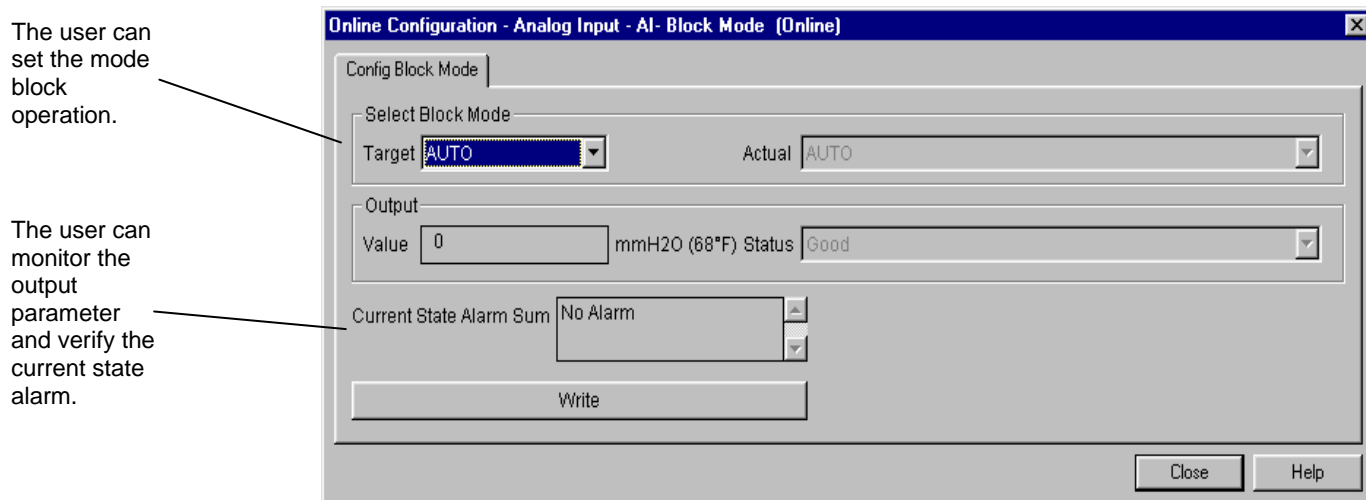 The user can
set the mode
block
operation.
The user can
monitor the
output
parameter
and verify the
current state
alarm.
Online Configuration - Analog Input - AI- Block Mode (Online)
Config Block Mode
Select Block Mode
Target AUTO Actual AUTO
Output
Value 0 mmH2O (68°F) Status Good
Current State Alarm Sum No Alarm
Write
Close Help